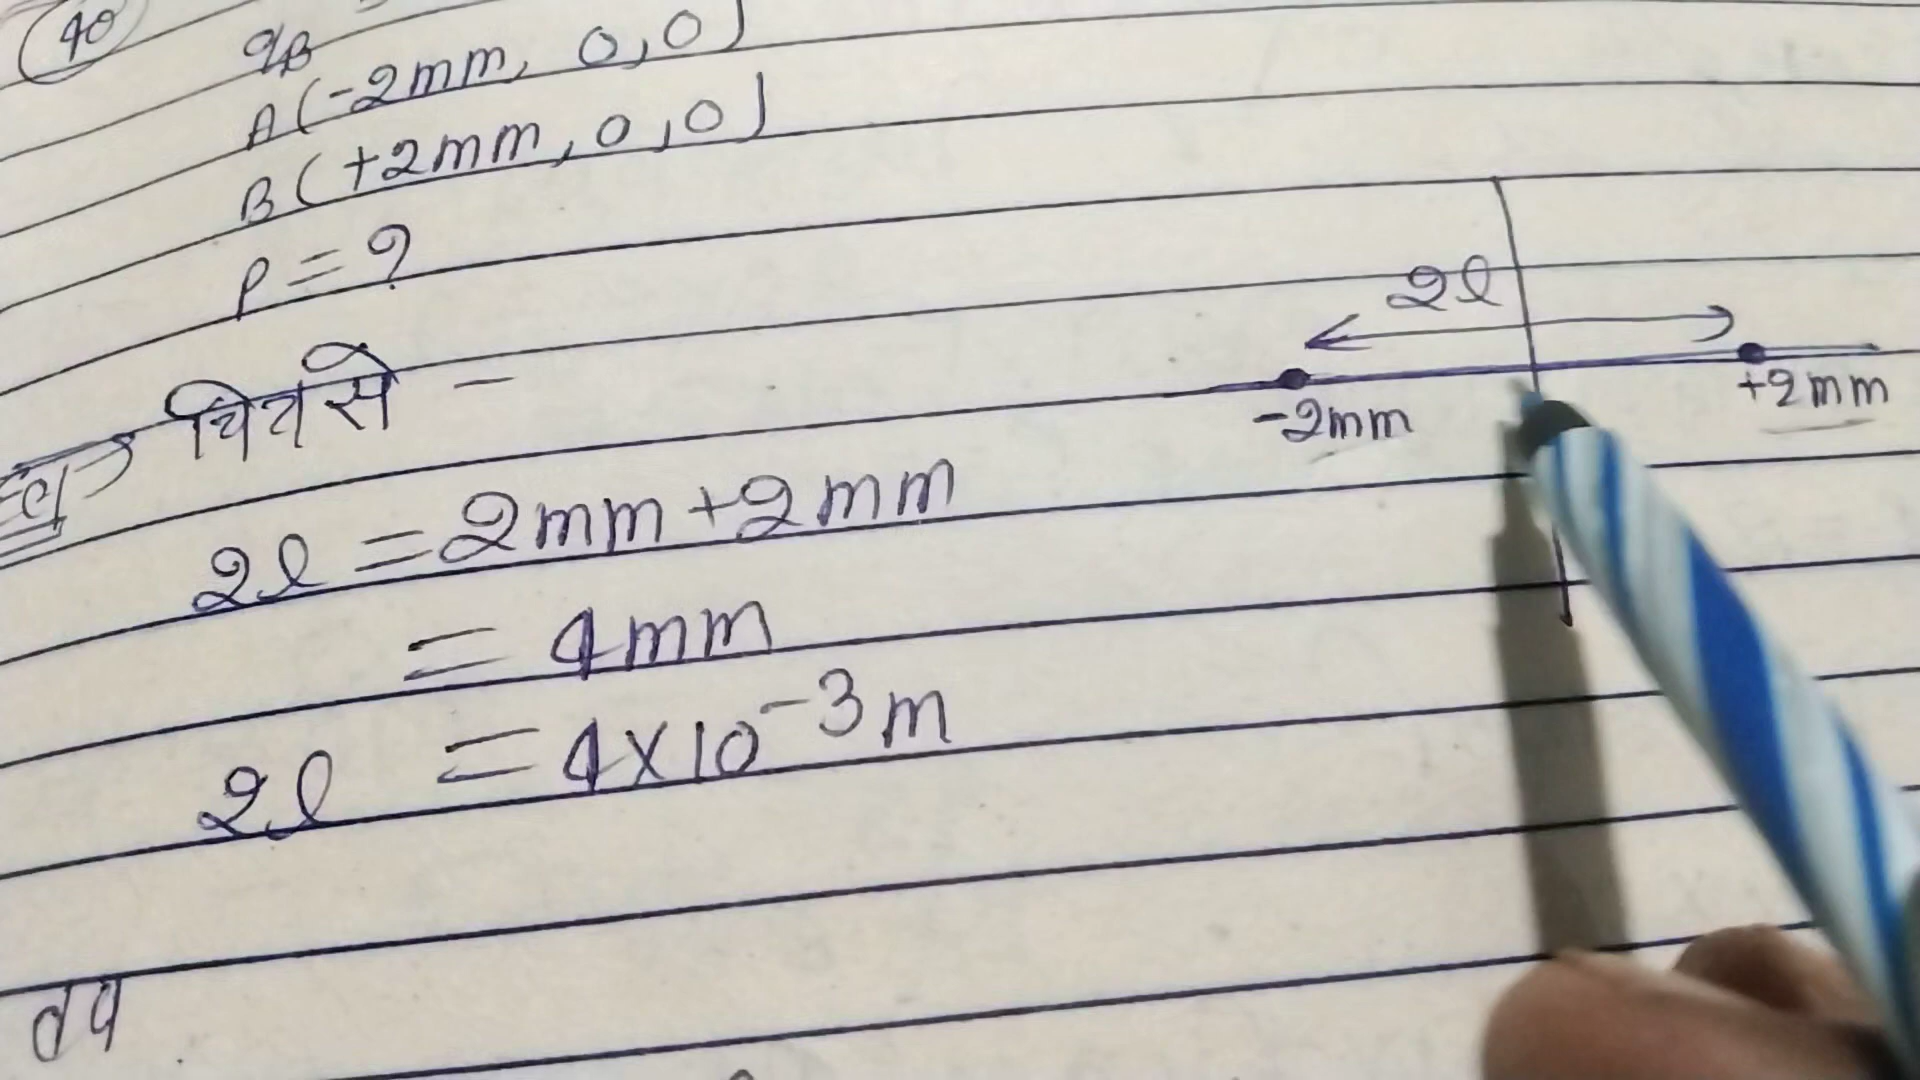 40
qB
A(-2mm, 0,0)
B(+2mm, 0,0)
p=?
चित्र से -
2l
-2mm
+2mm
2l = 2mm+2mm
= 4mm
2l = 4×10⁻³m